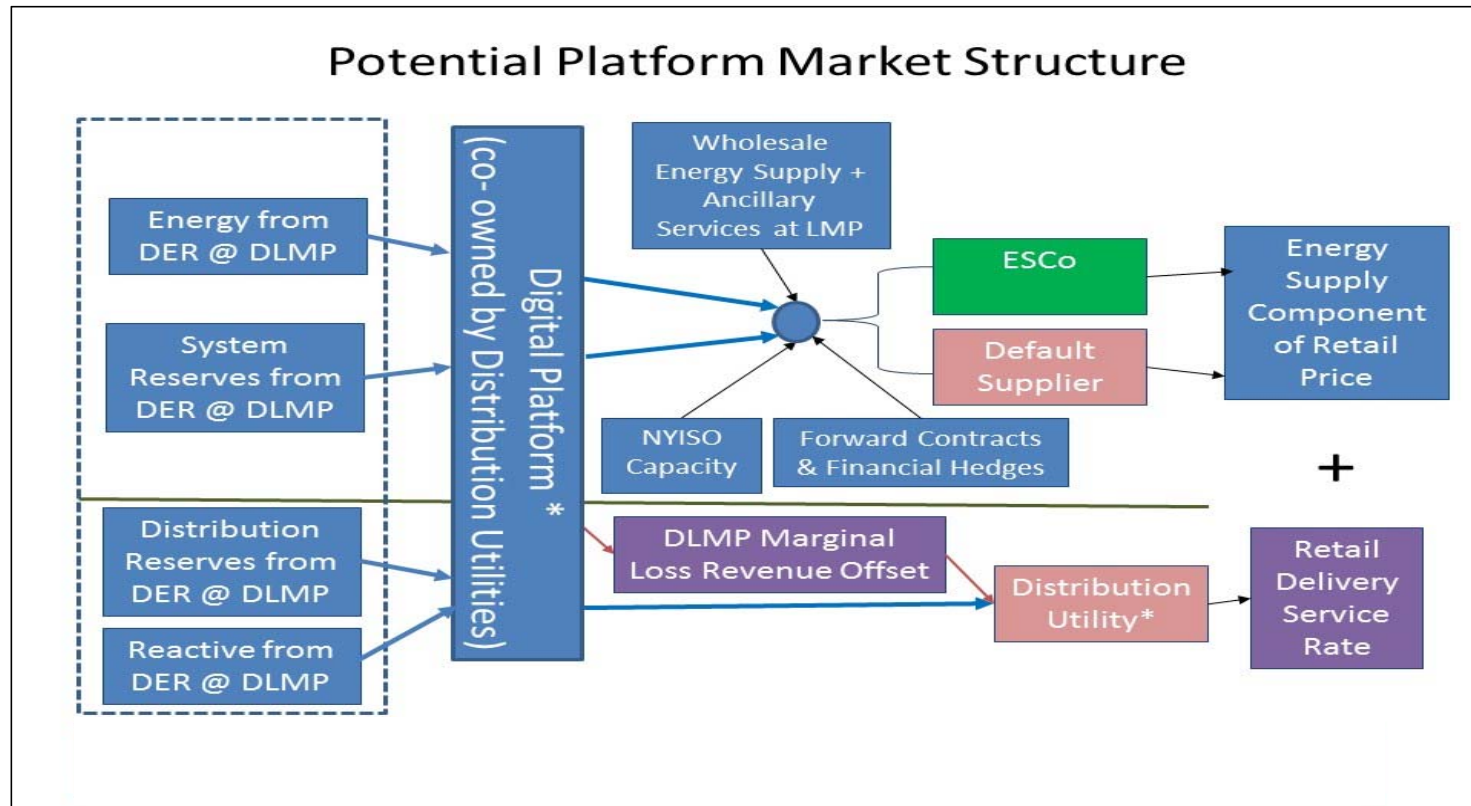 Potential Platform Market Structure
Energy from
DER @ DLMP
System
Reserves from
DER @ DLMP
Distribution
Reserves from
DER @ DLMP
Reactive from
DER @ DLMP
Digital Platform *
(co- owned by Distribution Utilities)
Wholesale
Energy Supply +
Ancillary
Services at LMP
NYISO
Capacity
Forward Contracts
& Financial Hedges
ESCo
Default
Supplier
Energy
Supply
Component
of Retail
Price
+
DLMP Marginal
Loss Revenue Offset
Distribution
Utility*
Retail
Delivery
Service
Rate